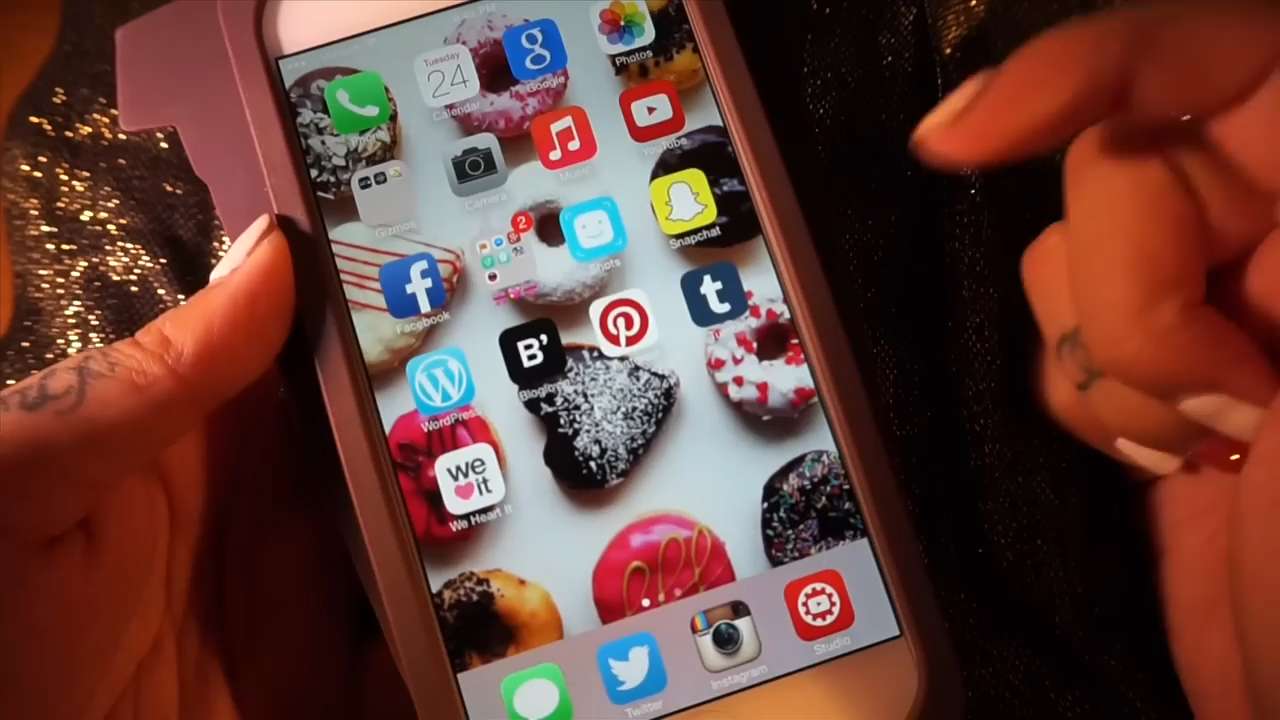 Tuesday
24
Calendar
g
Google
Photos
Phone
Camera
Music
YouTube
Gizmos
2
Shots
Snapchat
f
Facebook
t
B'
Bloglovin
W
WordPress
we
it
We Heart It
Twitter
Instagram
Studio